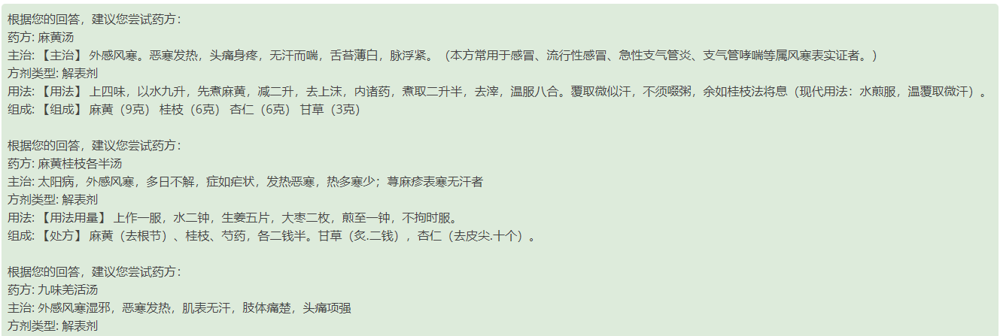 根据您的回答，建议您尝试药方：
药方: 麻黄汤
主治: 【主治】 外感风寒。恶寒发热，头痛身疼，无汗而喘，舌苔薄白，脉浮紧。（本方常用于感冒、流行性感冒、急性支气管炎、支气管哮喘等属风寒表实证者。）
方剂类型: 解表剂
用法: 【用法】 上四味，以水九升，先煮麻黄，减二升，去上沫，内诸药，煮取二升半，去滓，温服八合。覆取微似汗，不须啜粥，余如桂枝法将息（现代用法：水煎服，温覆取微汗）。
组成: 【组成】 麻黄（9克） 桂枝（6克） 杏仁（6克） 甘草（3克）
根据您的回答，建议您尝试药方：
药方: 麻黄桂枝各半汤
主治: 太阳病，外感风寒，多日不解，症如疟状，发热恶寒，热多寒少；荨麻疹表寒无汗者
方剂类型: 解表剂
用法: 【用法用量】 上作一服，水二钟，生姜五片，大枣二枚，煎至一钟，不拘时服。
组成: 【处方】 麻黄（去根节）、桂枝、芍药，各二钱半。甘草（炙.二钱），杏仁（去皮尖.十个）。
根据您的回答，建议您尝试药方：
药方: 九味羌活汤
主治: 外感风寒湿邪，恶寒发热，肌表无汗，肢体痛楚，头痛项强
方剂类型: 解表剂